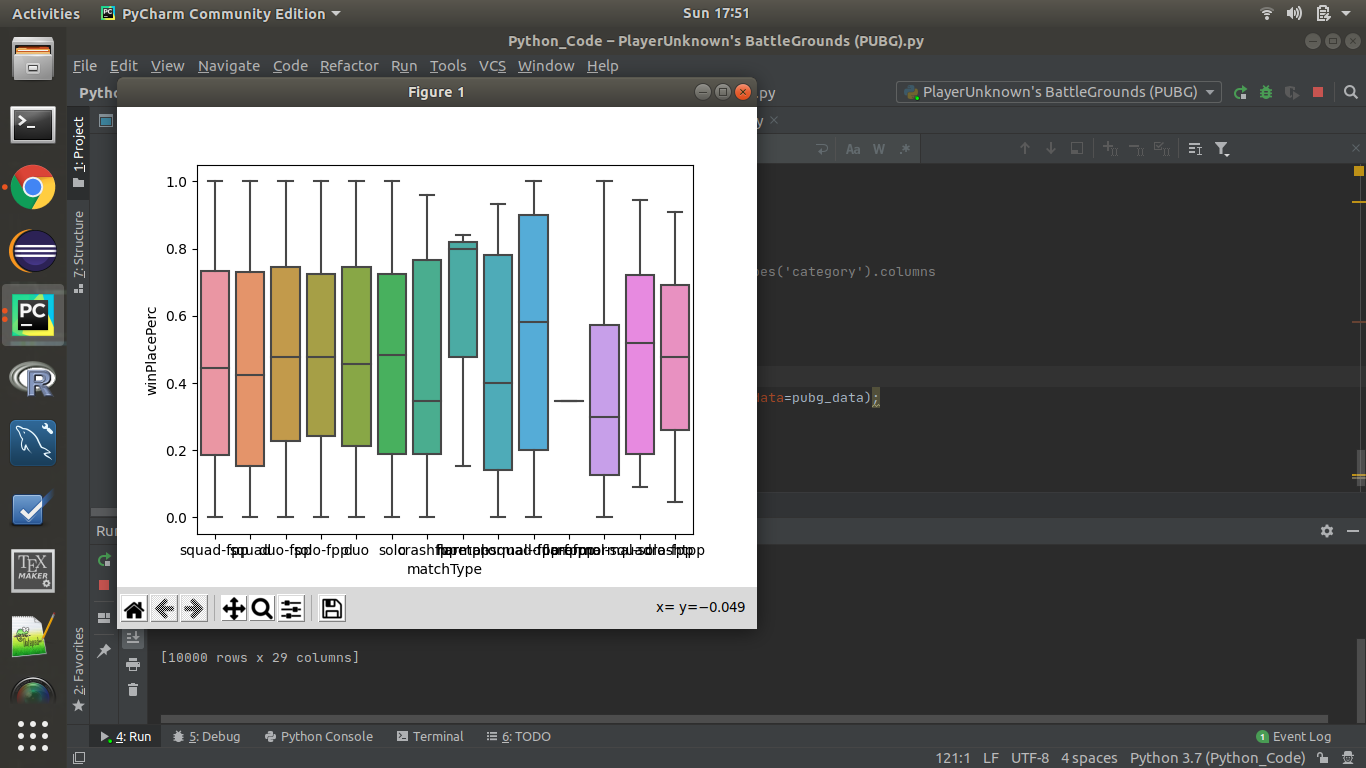 Activities PyCharm Community Edition Sun 17:51
Python_Code – PlayerUnknown's BattleGrounds (PUBG).py
File Edit View Navigate Code Refactor Run Tools VCS Window Help
Pytho .py PlayerUnknown's BattleGrounds (PUBG)
Figure 1
y
Aa W .*
1: Project
7: Structure
2: Favorites
es('category').columns
data=pubg_data);
winPlacePerc
1.0
0.8
0.6
0.4
0.2
0.0
squad-fpp squad duo-fpp solo-fpp duo solo
matchType
x= y=−0.049
Run
[10000 rows x 29 columns]
4: Run 5: Debug Python Console Terminal 6: TODO 1 Event Log
121:1 LF UTF-8 4 spaces Python 3.7 (Python_Code)
PC
R
TEX
MAKER